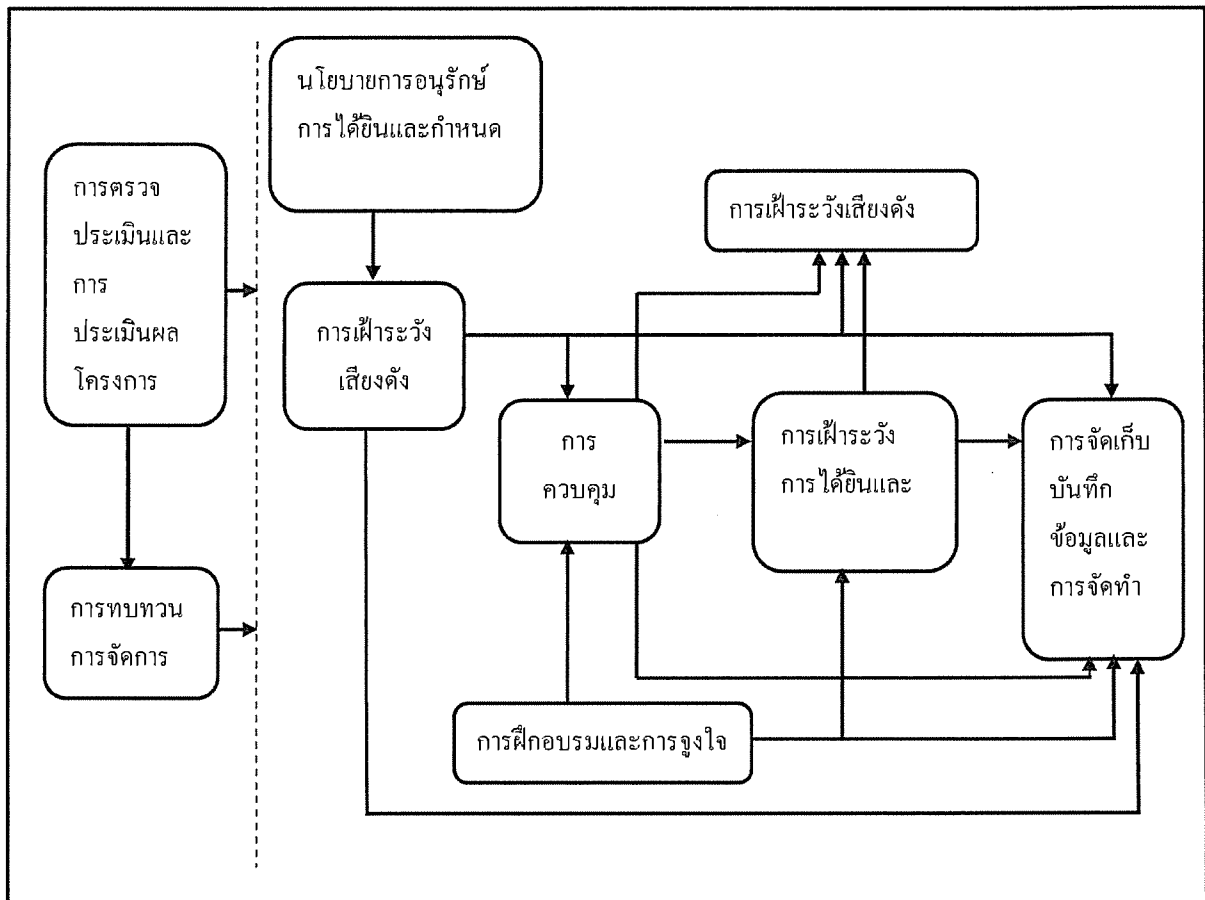 นโยบายการอนุรักษ์
การได้ยินและกำหนด
การตรวจ
ประเมินและ
การ
ประเมินผล
โครงการ
การเฝ้าระวังเสียงดัง
การเฝ้าระวัง
เสียงดัง
การ
ควบคุม
การเฝ้าระวัง
การได้ยินและ
การจัดเก็บ
บันทึก
ข้อมูลและ
การจัดทำ
การทบทวน
การจัดการ
การฝึกอบรมและการจูงใจ